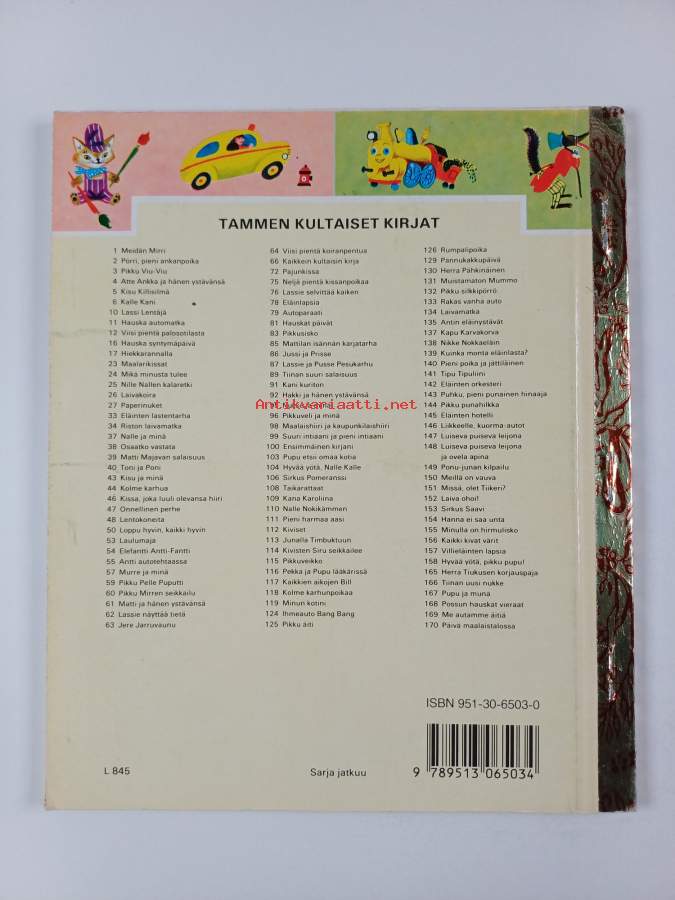 TAMMEN KULTAISET KIRJAT
1 Meidän Mirri
2 Pörri, pieni ankanpoika
3 Pikku Viu-Viu
4 Atte Ankka ja hänen ystävänsä
5 Kisu Killisilmä
6 Kalle Kani
10 Lassi Lentäjä
11 Hauska automatka
12 Viisi pientä palosotilasta
16 Hauska syntymäpäivä
17 Hiekkarannalla
23 Maalarikissat
24 Mikä minusta tulee
25 Nille Nallen kalaretki
26 Laivakoira
27 Paperinuket
33 Eläinten lastentarha
34 Riston laivamatka
37 Nalle ja minä
38 Osaatko vastata
39 Matti Majavan salaisuus
40 Toni ja Poni
43 Kisu ja minä
44 Kolme karhua
46 Kissa, joka luuli olevansa hiiri
47 Onnellinen perhe
48 Lentokoneita
50 Loppu hyvin, kaikki hyvin
53 Laulumaja
54 Elefantti Antti-Fantti
55 Antti autotehtaassa
57 Murre ja minä
59 Pikku Pelle Puputti
60 Pikku Mirren seikkailu
61 Matti ja hänen ystävänsä
62 Lassie näyttää tietä
63 Jere Jarruvaunu
64 Viisi pientä koiranpentua
66 Kaikkein kultaisin kirja
72 Pajunkissa
75 Neljä pientä kissanpoikaa
76 Lassie selvittää kaiken
78 Eläinlapsia
79 Autoparaati
81 Hauskat päivät
83 Pikkusisko
85 Mattilan isännän karjatarha
86 Jussi ja Prisse
87 Lassie ja Pusse Pesukarhu
89 Tiinan suuri salaisuus
91 Kani kuriton
92 Hakki ja hänen ystävänsä
96 Pikkuveli ja minä
98 Maalaishiiri ja kaupunkilaishiiri
99 Suuri intiaani ja pieni intiaani
100 Ensimmäinen kirjani
103 Pupu etsii omaa kotia
104 Hyvää yötä, Nalle Kalle
106 Sirkus Pomeranssi
108 Taikarattaat
109 Kana Karoliina
110 Nalle Nokikämmen
111 Pieni harmaa aasi
112 Kiviset
113 Junalla Timbuktuun
114 Kivisten Siru seikkailee
115 Pikkuveikko
116 Pekka ja Pupu lääkärissä
117 Kaikkien aikojen Bill
118 Kolme karhunpoikaa
119 Minun kotini
124 Ihmeauto Bang Bang
125 Pikku äiti
126 Rumpalipoika
129 Pannukakkupäivä
130 Herra Pähkinäinen
131 Muistamaton Mummo
132 Pikku silkkipörrö
133 Rakas vanha auto
134 Laivamatka
135 Antin eläinystävät
137 Kapu Karvakorva
138 Nikke Nokkaeläin
139 Kuinka monta eläinlasta?
140 Pieni poika ja jättiläinen
141 Tipu Tipuliini
142 Eläinten orkesteri
143 Puhku, pieni punainen hinaaja
144 Pikku punahilkka
145 Eläinten hotelli
146 Liikkeelle, kuorma-autot
147 Luiseva puiseva leijona
148 Luiseva puiseva leijona
ja ovela apina
149 Ponu-junan kilpailu
150 Meillä on vauva
151 Missä, olet Tiikeri?
152 Laiva ohoi!
153 Sirkus Saavi
154 Hanna ei saa unta
155 Minulla on hirmulisko
156 Kaikki kivat värit
157 Villieläinten lapsia
158 Hyvää yötä, pikku pupu!
165 Herra Tiukusen korjauspaja
166 Tiinan uusi nukke
167 Pupu ja muna
168 Possun hauskat vieraat
169 Me autamme äitiä
170 Päivä maalaistalossa
Antikvariaatti.net
ISBN 951-30-6503-0
L 845
Sarja jatkuu
9 789513 065034